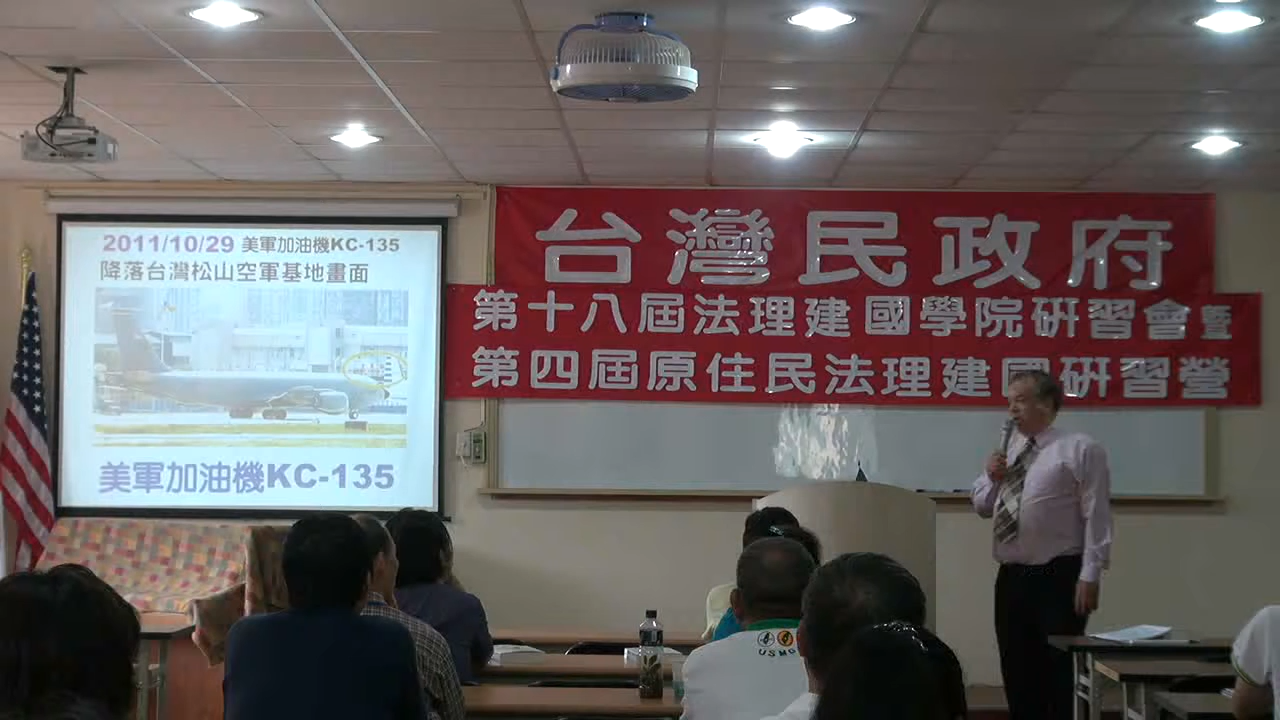 2011/10/29 美軍加油機KC-135
降落台灣松山空軍基地畫面
美軍加油機KC-135
台灣民政府
第十八屆法理建國學院研習會暨
第四屆原住民法理建國研習營
USMG